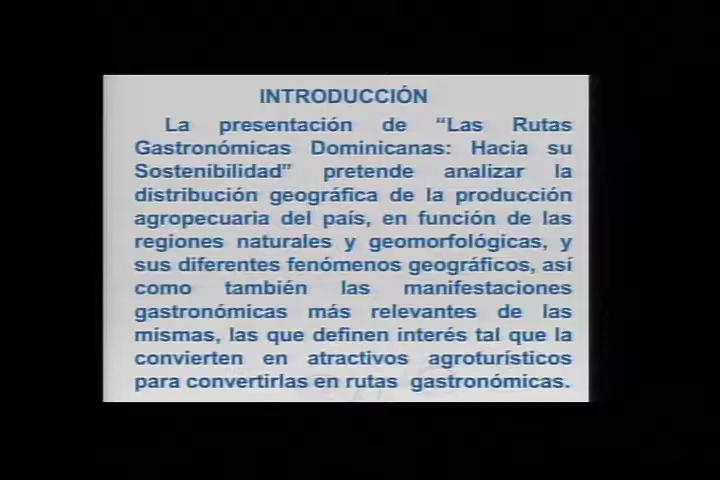 INTRODUCCIÓN
La presentación de “Las Rutas
Gastronómicas Dominicanas: Hacia su
Sostenibilidad” pretende analizar la
distribución geográfica de la producción
agropecuaria del país, en función de las
regiones naturales y geomorfológicas, y
sus diferentes fenómenos geográficos, así
como también las manifestaciones
gastronómicas más relevantes de las
mismas, las que definen interés tal que la
convierten en atractivos agroturísticos
para convertirlas en rutas gastronómicas.